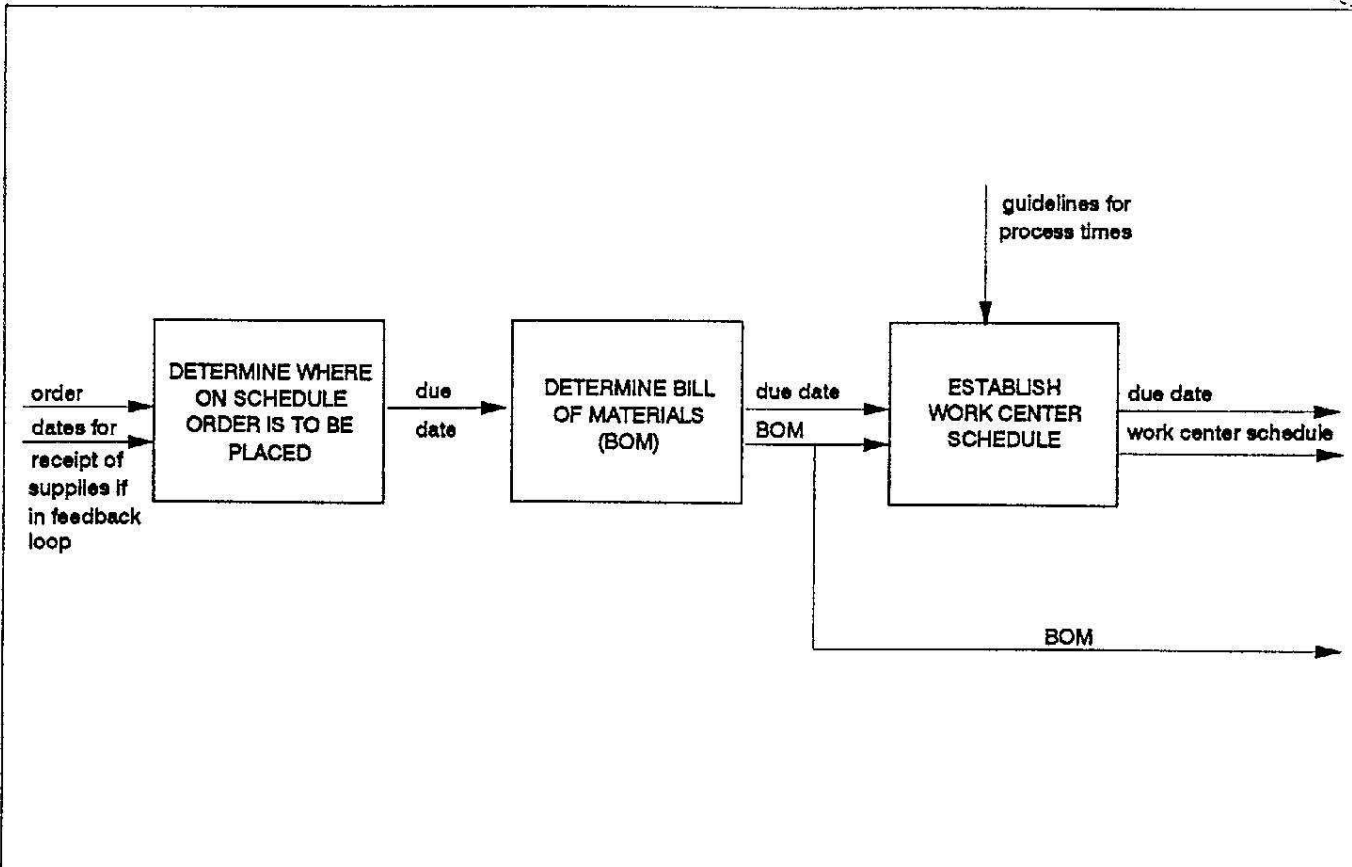 guidelines for
process times
order
dates for
receipt of
supplies if
in feedback
loop
DETERMINE WHERE
ON SCHEDULE
ORDER IS TO BE
PLACED
due
date
DETERMINE BILL
OF MATERIALS
(BOM)
due date
BOM
ESTABLISH
WORK CENTER
SCHEDULE
due date
work center schedule
BOM